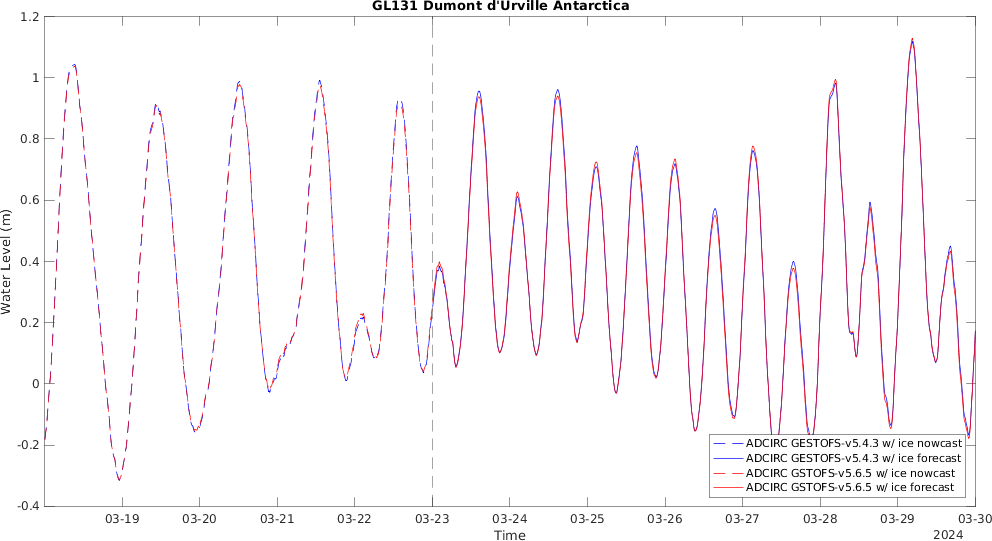 GL131 Dumont d'Urville Antarctica
1.2
1
0.8
0.6
0.4
0.2
0
-0.2
-0.4
Water Level (m)
ADCIRC GESTOFS-v5.4.3 w/ ice nowcast
ADCIRC GESTOFS-v5.4.3 w/ ice forecast
ADCIRC GSTOFS-v5.6.5 w/ ice nowcast
ADCIRC GSTOFS-v5.6.5 w/ ice forecast
03-19 03-20 03-21 03-22 03-23 03-24 03-25 03-26 03-27 03-28 03-29 03-30
Time
2024